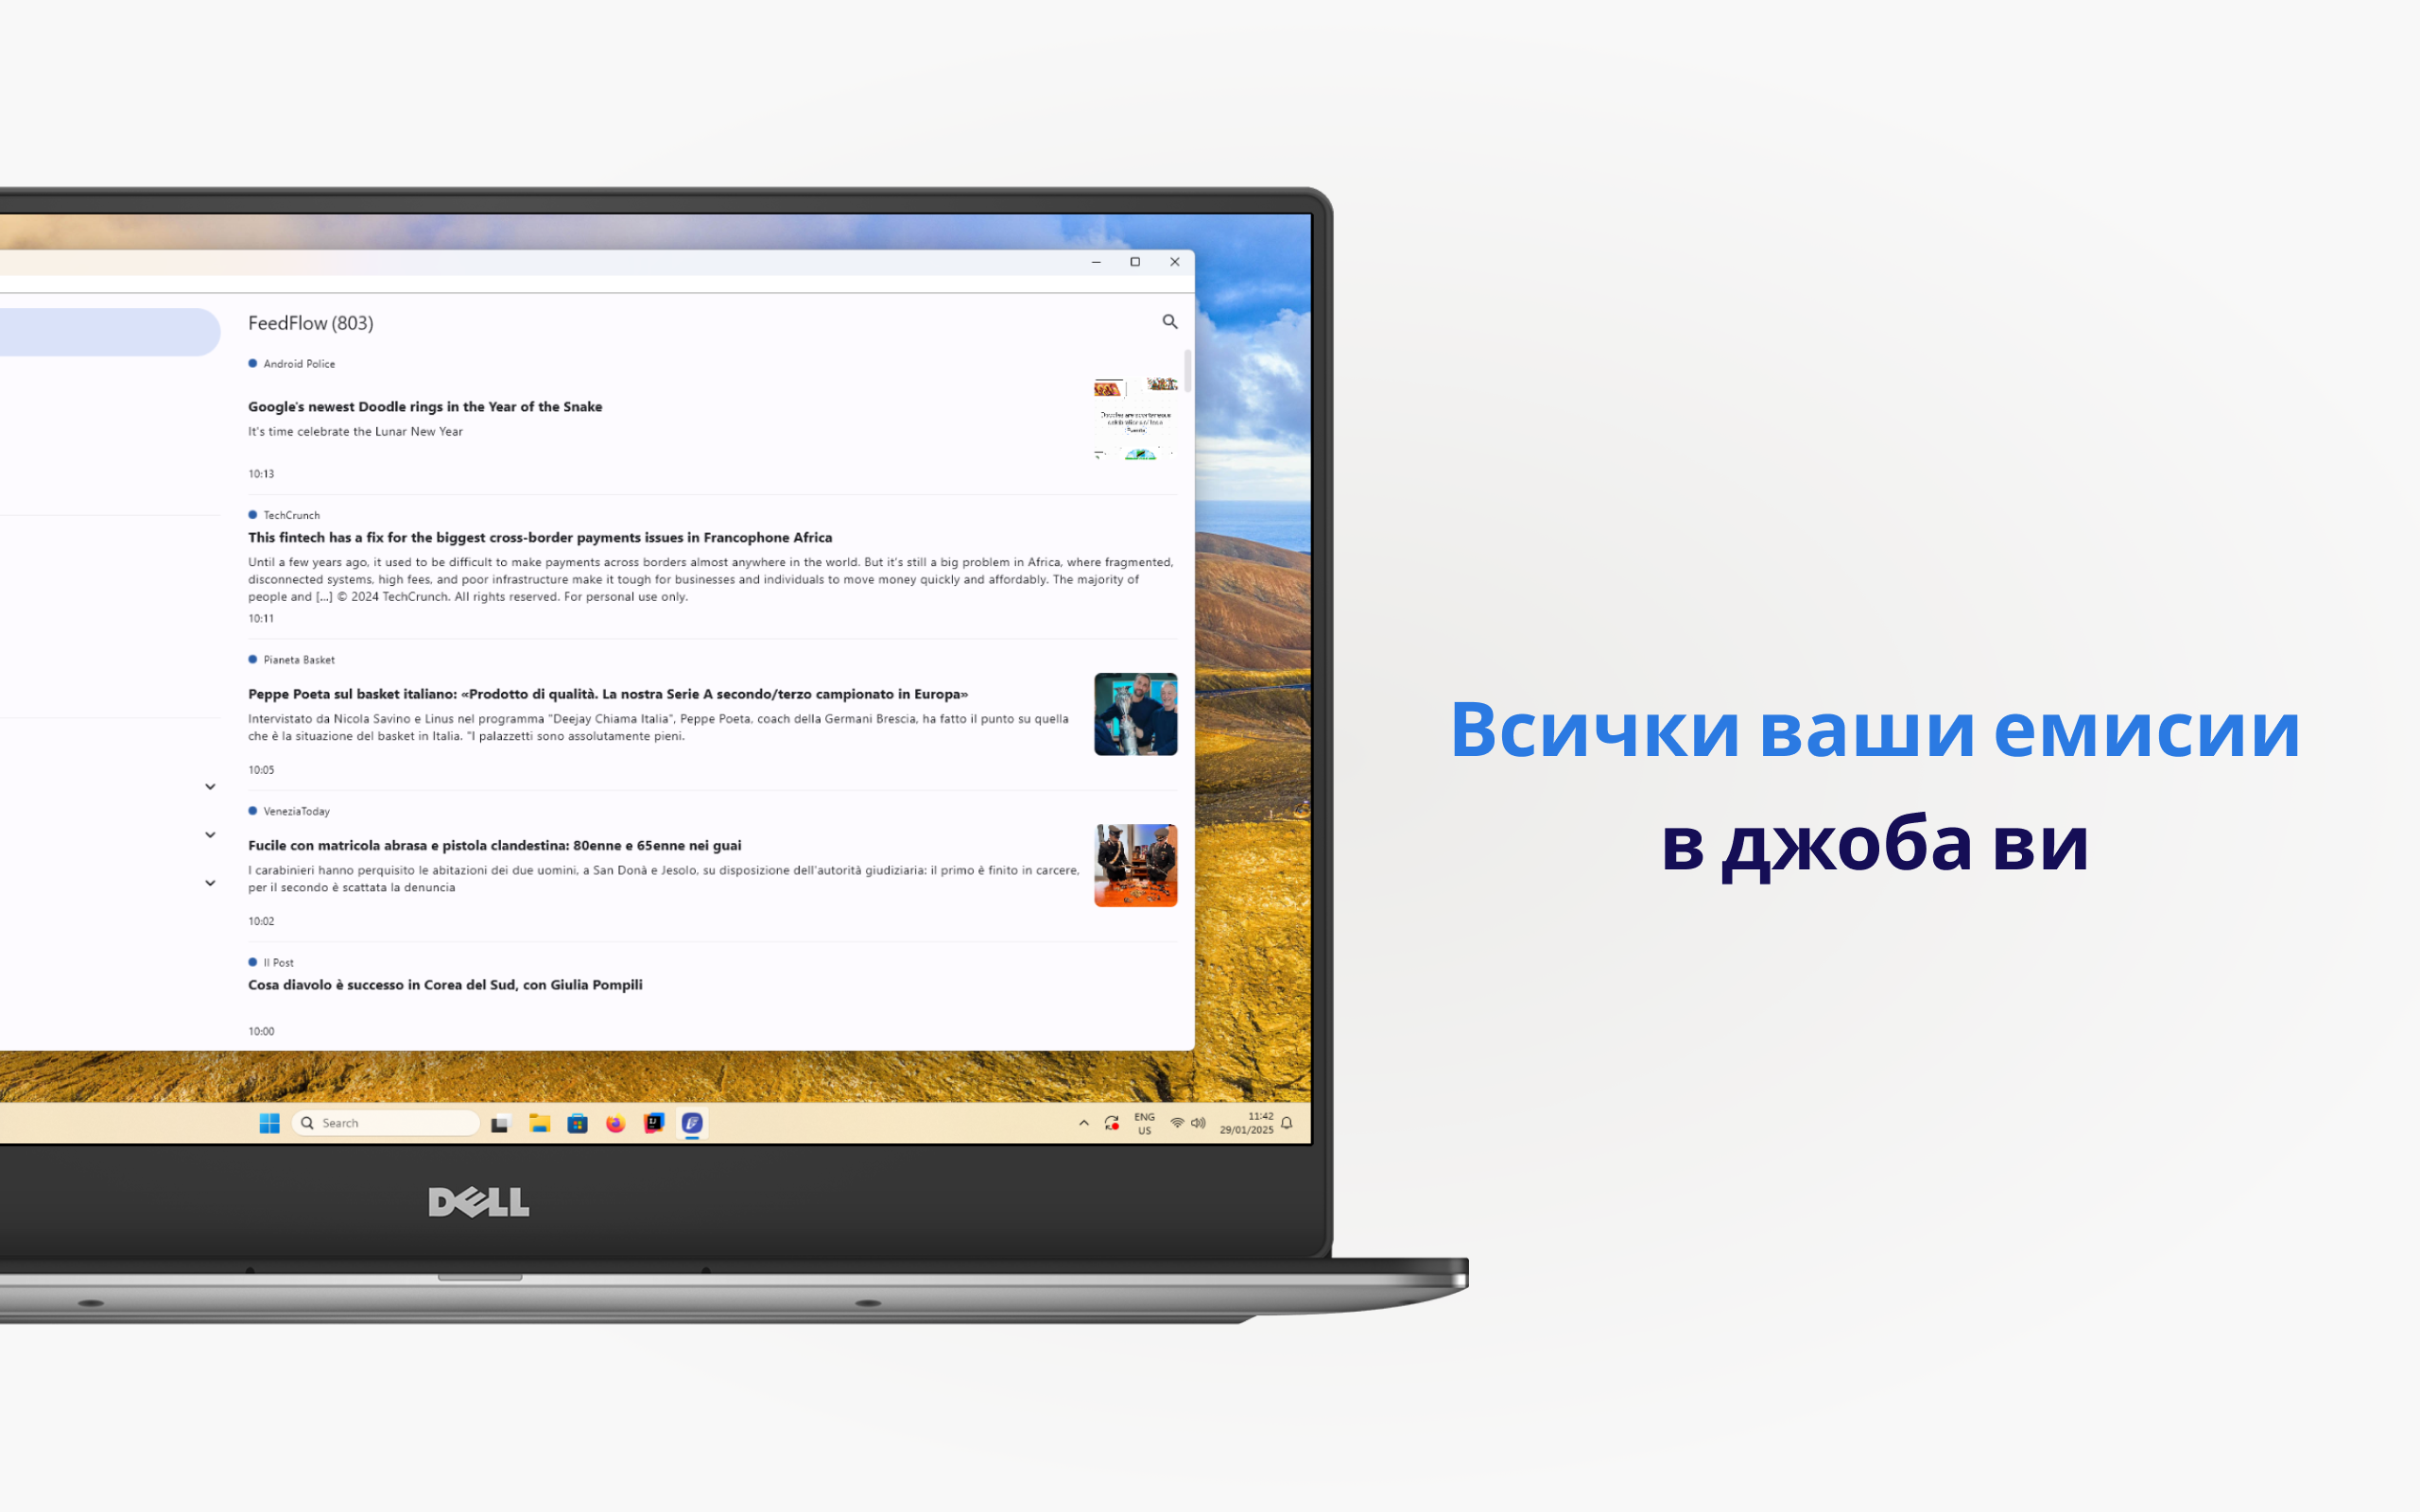 FeedFlow (803)
Android Police
Google's newest Doodle rings in the Year of the Snake
It's time celebrate the Lunar New Year
10:13
TechCrunch
This fintech has a fix for the biggest cross-border payments issues in Francophone Africa
Until a few years ago, it used to be difficult to make payments across borders almost anywhere in the world. But it's still a big problem in Africa, where fragmented,
disconnected systems, high fees, and poor infrastructure make it tough for businesses and individuals to move money quickly and affordably. The majority of
people and [...] © 2024 TechCrunch. All rights reserved. For personal use only.
10:11
Pianeta Basket
Peppe Poeta sul basket italiano: «Prodotto di qualità. La nostra Serie A secondo/terzo campionato in Europa»
Intervistato da Nicola Savino e Linus nel programma "Deejay Chiama Italia", Peppe Poeta, coach della Germani Brescia, ha fatto il punto su quella
che è la situazione del basket in Italia. "I palazzetti sono assolutamente pieni.
10:05
VeneziaToday
Fucile con matricola abrasa e pistola clandestina: 80enne e 65enne nei guai
I carabinieri hanno perquisito le abitazioni dei due uomini, a San Donà e Jesolo, su disposizione dell'autorità giudiziaria: il primo è finito in carcere,
per il secondo è scattata la denuncia
10:02
Il Post
Cosa diavolo è successo in Corea del Sud, con Giulia Pompili
10:00
Search
ENG
US
11:42
29/01/2025
DELL
Всички ваши емисии
в джоба ви